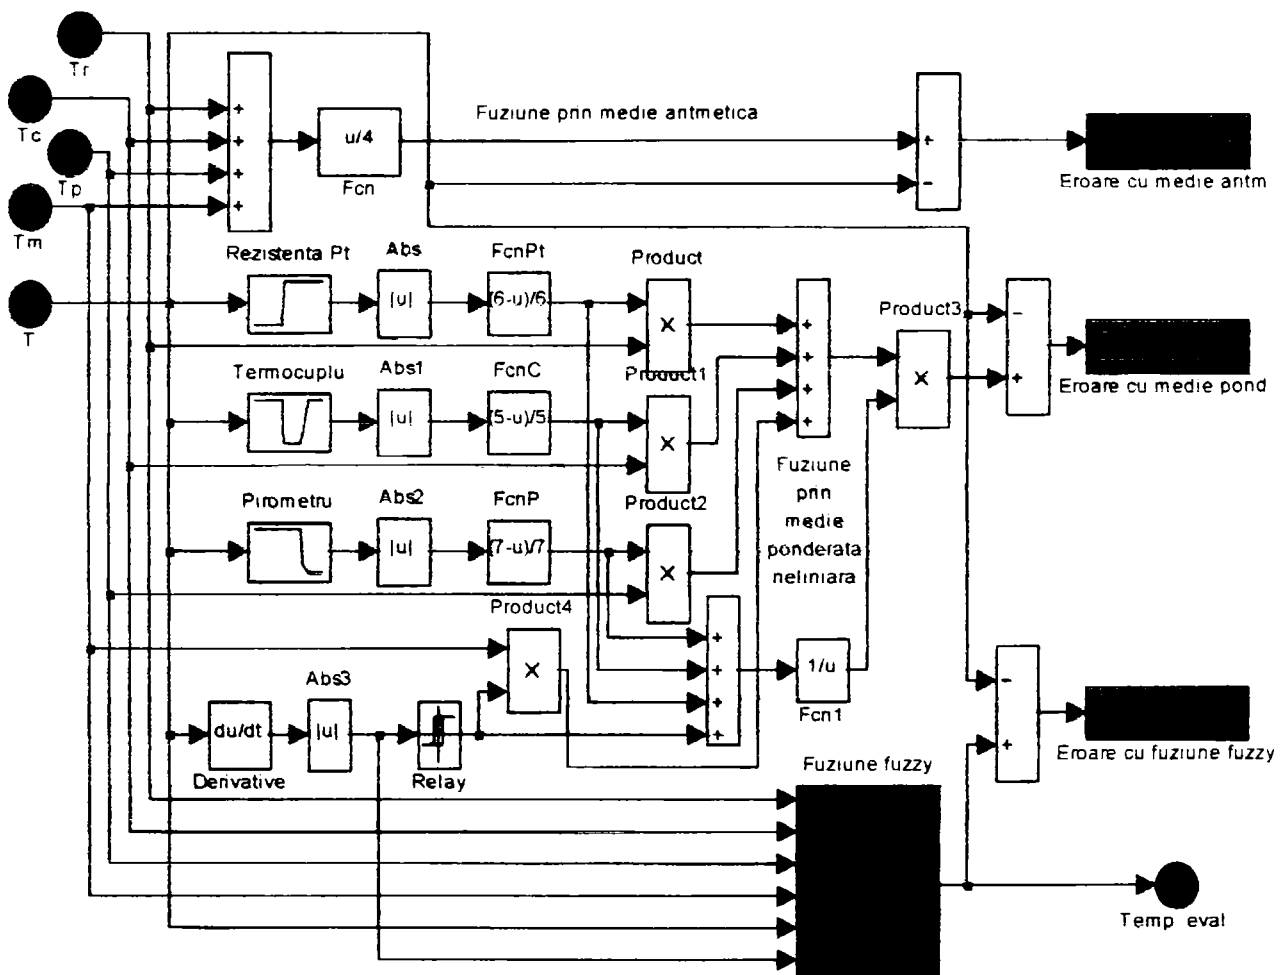 Tr
Tc
Tp
Tm
T
+
+
+
+
u/4
Fcn
Fuziune prin medie aritmetica
+
−
Eroare cu medie aritm
Rezistenta Pt
Abs
|u|
FcnPt
(6-u)/6
Product
×
Termocuplu
Abs1
|u|
FcnC
(5-u)/5
Product1
×
Pirometru
Abs2
|u|
FcnP
(7-u)/7
Product2
×
+
+
+
+
Product3
×
−
+
Eroare cu medie pond
Fuziune
prin
medie
ponderata
neliniara
Product4
×
+
+
+
+
1/u
Fcn1
du/dt
Derivative
Abs3
|u|
Relay
−
+
Eroare cu fuziune fuzzy
Fuziune fuzzy
Temp eval